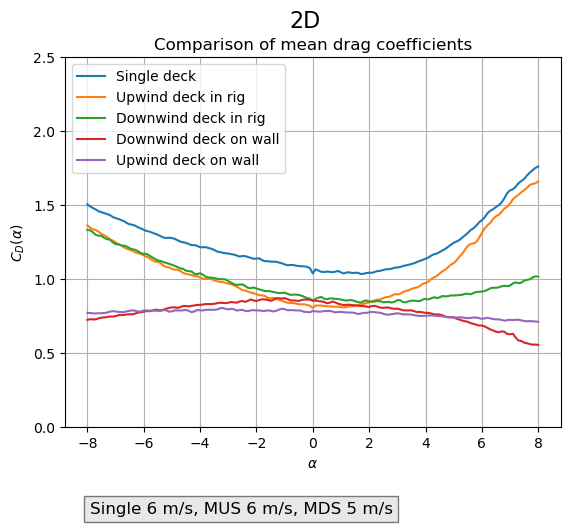 2D
Comparison of mean drag coefficients
2.5
2.0
1.5
1.0
0.5
0.0
C_D(α)
Single deck
Upwind deck in rig
Downwind deck in rig
Downwind deck on wall
Upwind deck on wall
−8 −6 −4 −2 0 2 4 6 8
α
Single 6 m/s, MUS 6 m/s, MDS 5 m/s